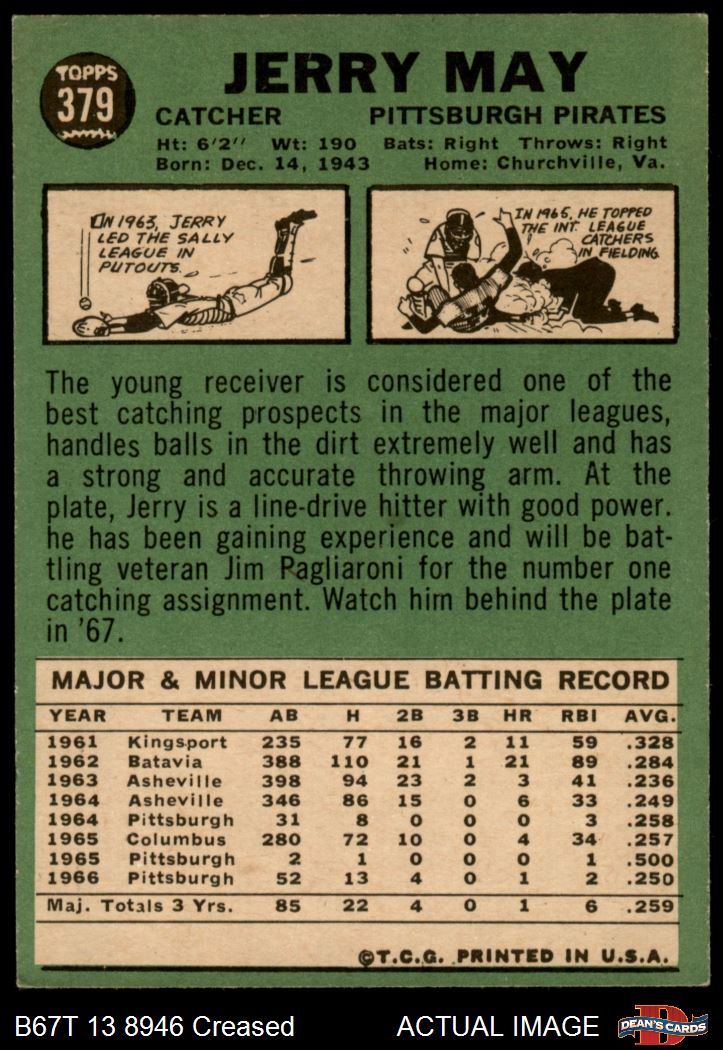 TOPPS
379
JERRY MAY
CATCHER PITTSBURGH PIRATES
Ht: 6'2" Wt: 190 Bats: Right Throws: Right
Born: Dec. 14, 1943 Home: Churchville, Va.
IN 1963, JERRY
LED THE SALLY
LEAGUE IN
PUTOUTS.
IN 1965, HE TOPPED
THE INT. LEAGUE
CATCHERS
IN FIELDING.
The young receiver is considered one of the
best catching prospects in the major leagues,
handles balls in the dirt extremely well and has
a strong and accurate throwing arm. At the
plate, Jerry is a line-drive hitter with good power.
he has been gaining experience and will be bat-
tling veteran Jim Pagliaroni for the number one
catching assignment. Watch him behind the plate
in '67.
MAJOR & MINOR LEAGUE BATTING RECORD
YEAR TEAM AB H 2B 3B HR RBI AVG.
1961 Kingsport 235 77 16 2 11 59 .328
1962 Batavia 388 110 21 1 21 89 .284
1963 Asheville 398 94 23 2 3 41 .236
1964 Asheville 346 86 15 0 6 33 .249
1964 Pittsburgh 31 8 0 0 0 3 .258
1965 Columbus 280 72 10 0 4 34 .257
1965 Pittsburgh 2 1 0 0 0 1 .500
1966 Pittsburgh 52 13 4 0 1 2 .250
Maj. Totals 3 Yrs. 85 22 4 0 1 6 .259
©T.C.G. PRINTED IN U.S.A.
B67T 13 8946 Creased ACTUAL IMAGE
DEAN'S CARDS